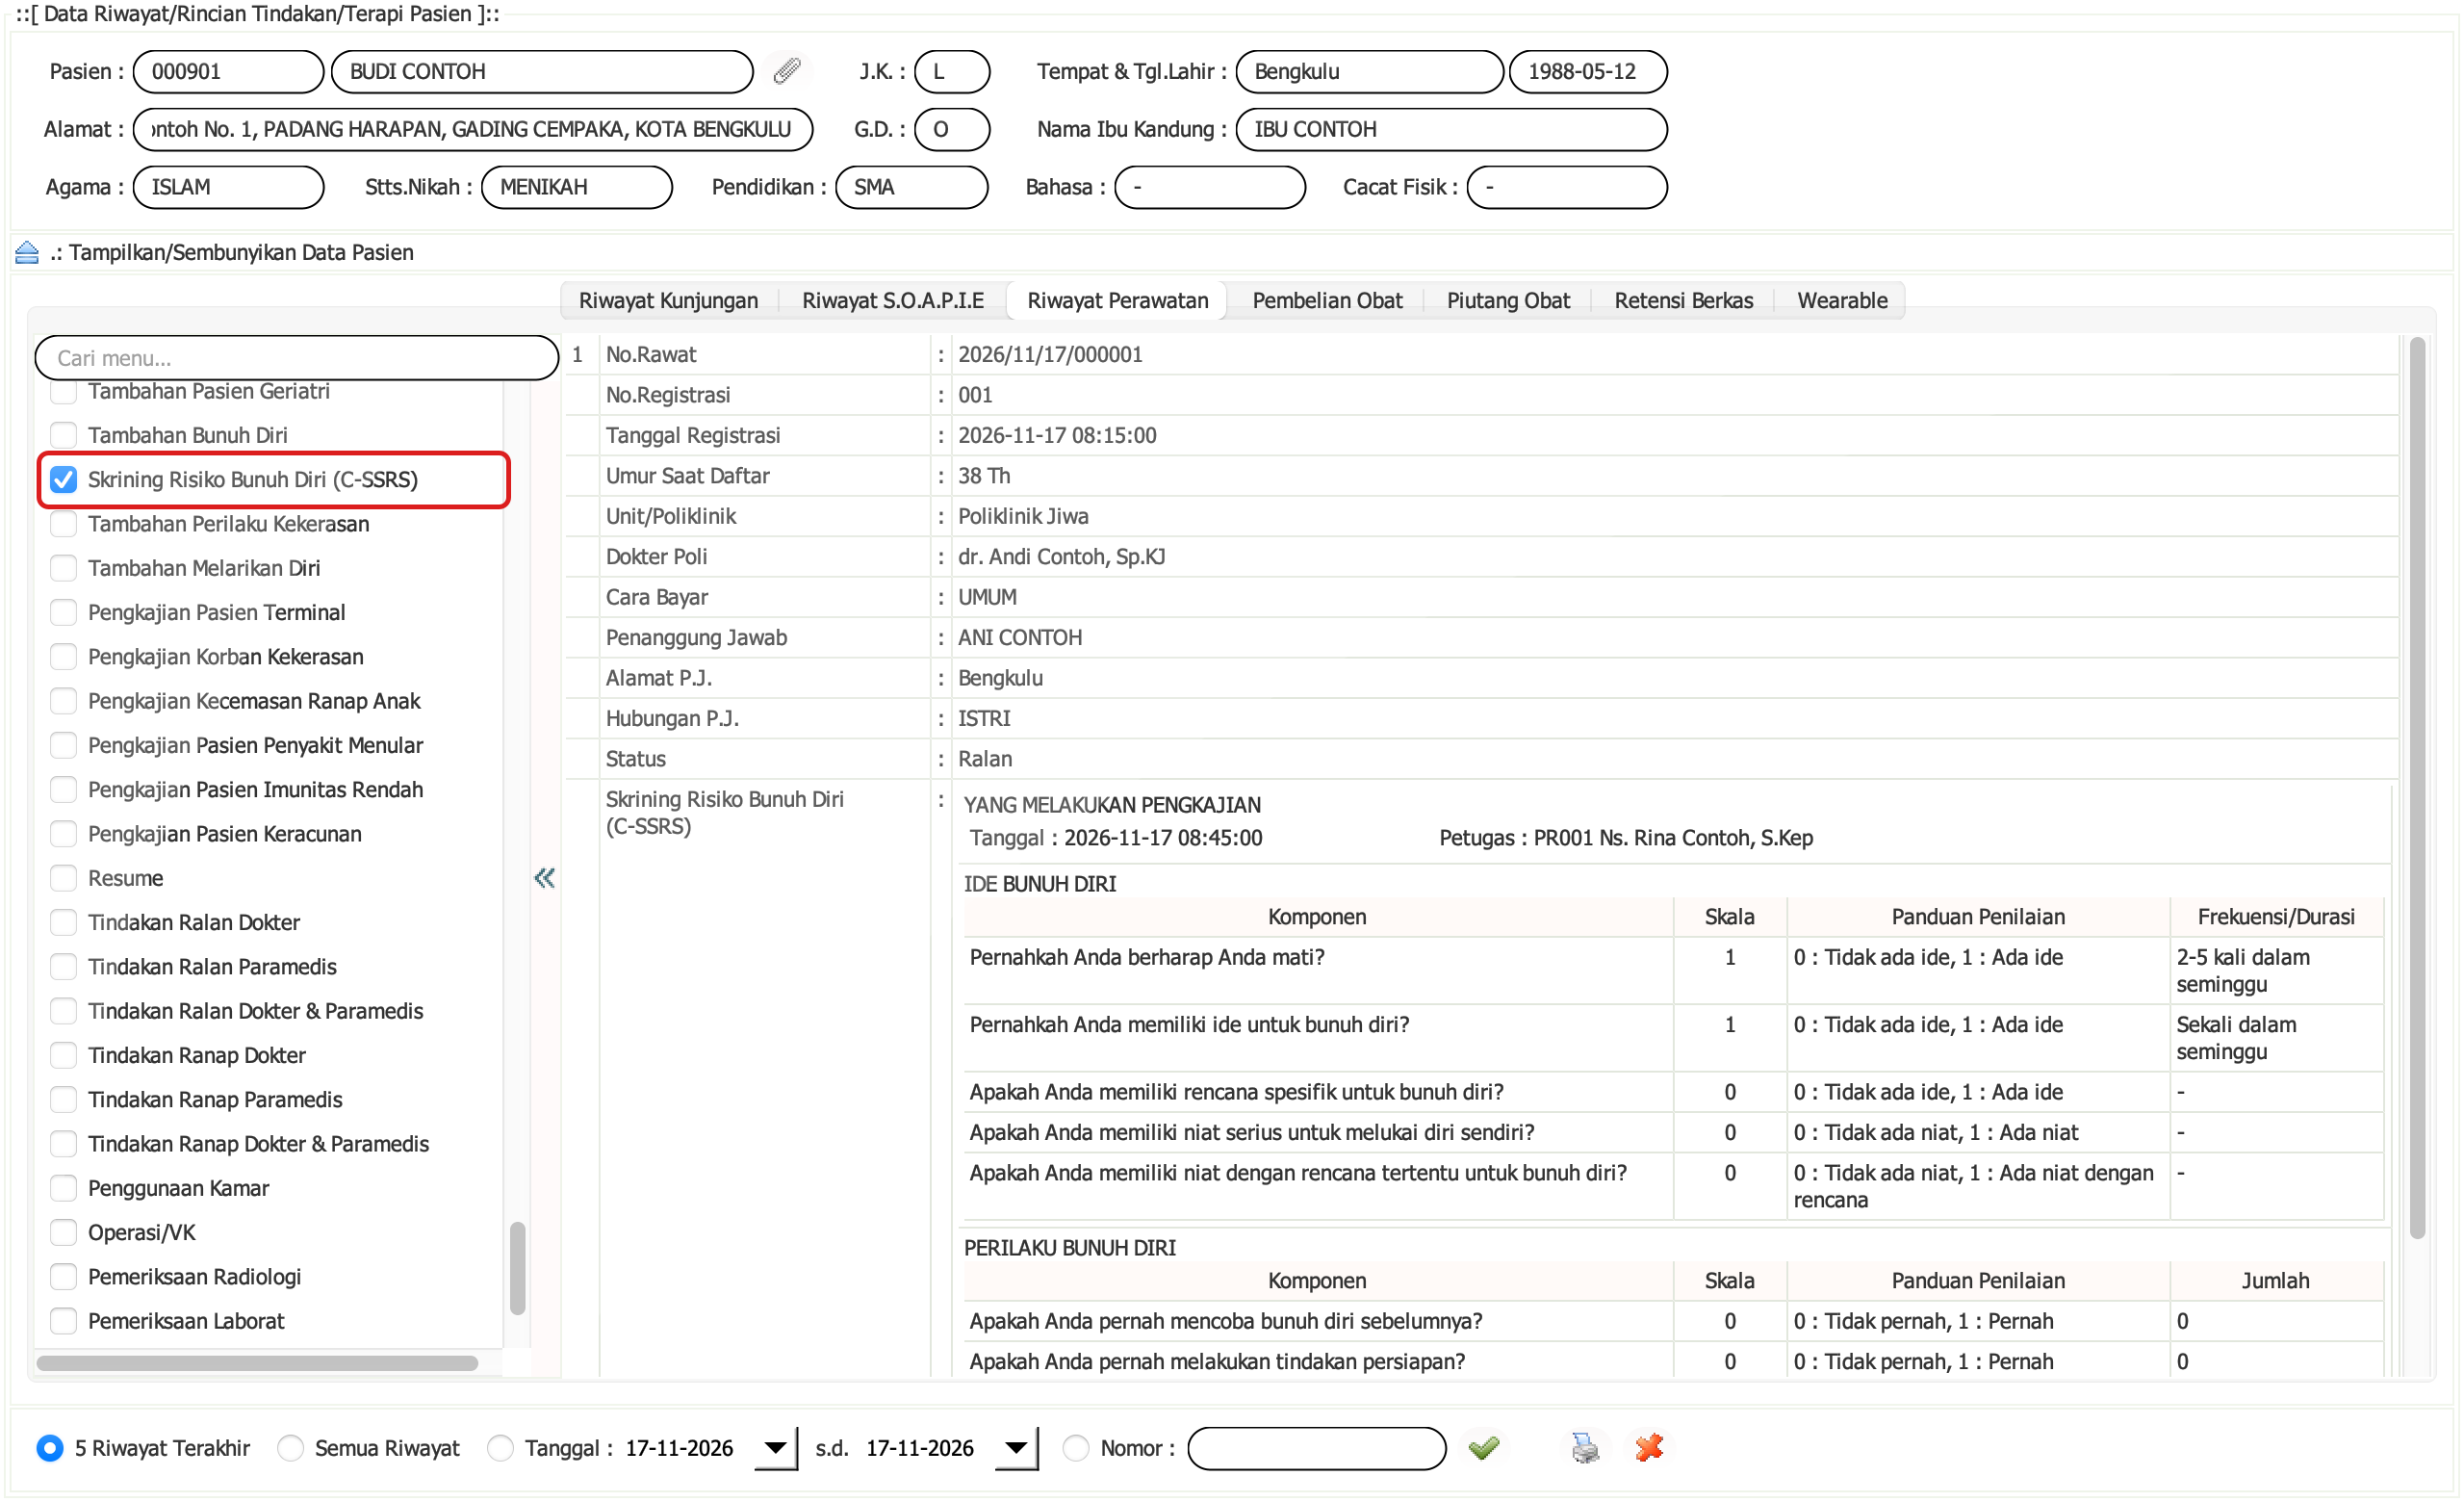 ::[ Data Riwayat/Rincian Tindakan/Terapi Pasien ]::
Pasien : 000901 BUDI CONTOH J.K. : L Tempat & Tgl.Lahir : Bengkulu 1988-05-12
Alamat : ontoh No. 1, PADANG HARAPAN, GADING CEMPAKA, KOTA BENGKULU G.D. : O Nama Ibu Kandung : IBU CONTOH
Agama : ISLAM Stts.Nikah : MENIKAH Pendidikan : SMA Bahasa : - Cacat Fisik : -
.: Tampilkan/Sembunyikan Data Pasien
Riwayat Kunjungan Riwayat S.O.A.P.I.E Riwayat Perawatan Pembelian Obat Piutang Obat Retensi Berkas Wearable
Cari menu...
Tambahan Pasien Geriatri
Tambahan Bunuh Diri
Skrining Risiko Bunuh Diri (C-SSRS)
Tambahan Perilaku Kekerasan
Tambahan Melarikan Diri
Pengkajian Pasien Terminal
Pengkajian Korban Kekerasan
Pengkajian Kecemasan Ranap Anak
Pengkajian Pasien Penyakit Menular
Pengkajian Pasien Imunitas Rendah
Pengkajian Pasien Keracunan
Resume
Tindakan Ralan Dokter
Tindakan Ralan Paramedis
Tindakan Ralan Dokter & Paramedis
Tindakan Ranap Dokter
Tindakan Ranap Paramedis
Tindakan Ranap Dokter & Paramedis
Penggunaan Kamar
Operasi/VK
Pemeriksaan Radiologi
Pemeriksaan Laborat
1 No.Rawat : 2026/11/17/000001
No.Registrasi : 001
Tanggal Registrasi : 2026-11-17 08:15:00
Umur Saat Daftar : 38 Th
Unit/Poliklinik : Poliklinik Jiwa
Dokter Poli : dr. Andi Contoh, Sp.KJ
Cara Bayar : UMUM
Penanggung Jawab : ANI CONTOH
Alamat P.J. : Bengkulu
Hubungan P.J. : ISTRI
Status : Ralan
Skrining Risiko Bunuh Diri
(C-SSRS) :
YANG MELAKUKAN PENGKAJIAN
Tanggal : 2026-11-17 08:45:00 Petugas : PR001 Ns. Rina Contoh, S.Kep
IDE BUNUH DIRI
Komponen Skala Panduan Penilaian Frekuensi/Durasi
Pernahkah Anda berharap Anda mati? 1 0 : Tidak ada ide, 1 : Ada ide 2-5 kali dalam
seminggu
Pernahkah Anda memiliki ide untuk bunuh diri? 1 0 : Tidak ada ide, 1 : Ada ide Sekali dalam
seminggu
Apakah Anda memiliki rencana spesifik untuk bunuh diri? 0 0 : Tidak ada ide, 1 : Ada ide -
Apakah Anda memiliki niat serius untuk melukai diri sendiri? 0 0 : Tidak ada niat, 1 : Ada niat -
Apakah Anda memiliki niat dengan rencana tertentu untuk bunuh diri? 0 0 : Tidak ada niat, 1 : Ada niat dengan -
rencana
PERILAKU BUNUH DIRI
Komponen Skala Panduan Penilaian Jumlah
Apakah Anda pernah mencoba bunuh diri sebelumnya? 0 0 : Tidak pernah, 1 : Pernah 0
Apakah Anda pernah melakukan tindakan persiapan? 0 0 : Tidak pernah, 1 : Pernah 0
5 Riwayat Terakhir Semua Riwayat Tanggal : 17-11-2026 s.d. 17-11-2026 Nomor :